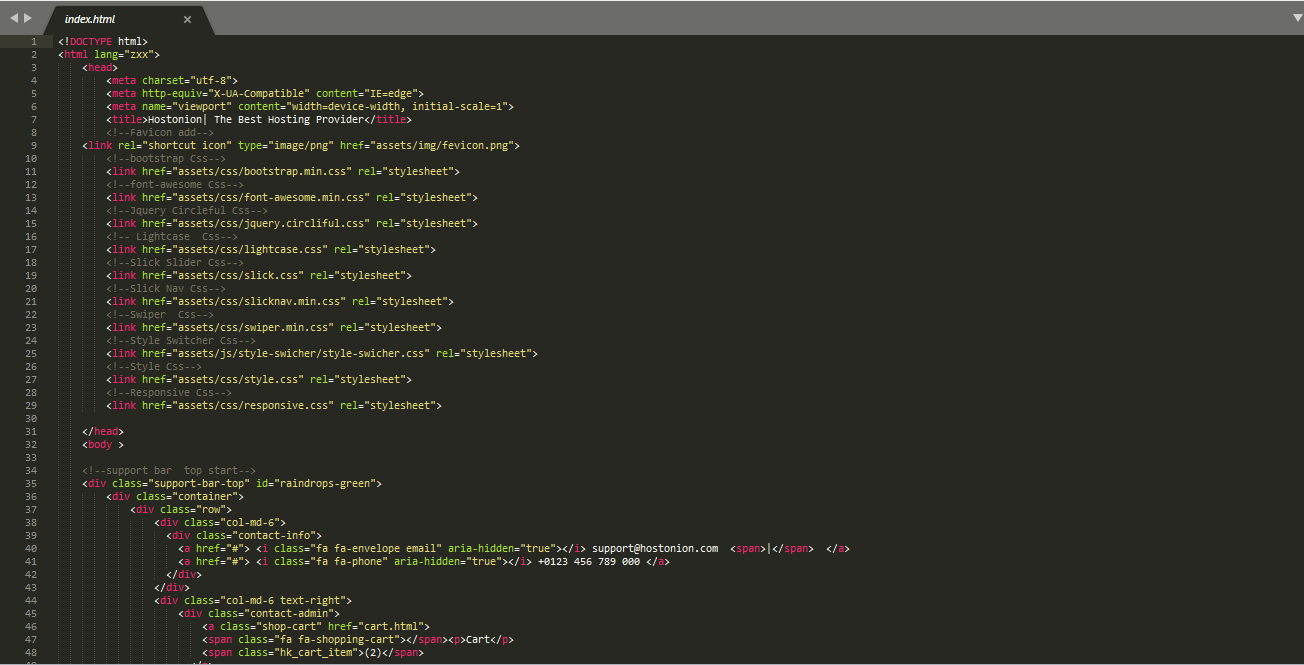 index.html ×
1 <!DOCTYPE html>
2 <html lang="zxx">
3 <head>
4 <meta charset="utf-8">
5 <meta http-equiv="X-UA-Compatible" content="IE=edge">
6 <meta name="viewport" content="width=device-width, initial-scale=1">
7 <title>Hostonion| The Best Hosting Provider</title>
8 <!--Favicon add-->
9 <link rel="shortcut icon" type="image/png" href="assets/img/fevicon.png">
10 <!--bootstrap Css-->
11 <link href="assets/css/bootstrap.min.css" rel="stylesheet">
12 <!--font-awesome Css-->
13 <link href="assets/css/font-awesome.min.css" rel="stylesheet">
14 <!--Jquery Circleful Css-->
15 <link href="assets/css/jquery.circliful.css" rel="stylesheet">
16 <!-- Lightcase  Css-->
17 <link href="assets/css/lightcase.css" rel="stylesheet">
18 <!--Slick Slider Css-->
19 <link href="assets/css/slick.css" rel="stylesheet">
20 <!--Slick Nav Css-->
21 <link href="assets/css/slicknav.min.css" rel="stylesheet">
22 <!--Swiper  Css-->
23 <link href="assets/css/swiper.min.css" rel="stylesheet">
24 <!--Style Switcher Css-->
25 <link href="assets/js/style-swicher/style-swicher.css" rel="stylesheet">
26 <!--Style Css-->
27 <link href="assets/css/style.css" rel="stylesheet">
28 <!--Responsive Css-->
29 <link href="assets/css/responsive.css" rel="stylesheet">
30
31 </head>
32 <body >
33
34 <!--support bar  top start-->
35 <div class="support-bar-top" id="raindrops-green">
36 <div class="container">
37 <div class="row">
38 <div class="col-md-6">
39 <div class="contact-info">
40 <a href="#"> <i class="fa fa-envelope email" aria-hidden="true"></i> support@hostonion.com  <span>|</span>  </a>
41 <a href="#"> <i class="fa fa-phone" aria-hidden="true"></i> +0123 456 789 000 </a>
42 </div>
43 </div>
44 <div class="col-md-6 text-right">
45 <div class="contact-admin">
46 <a class="shop-cart" href="cart.html">
47 <span class="fa fa-shopping-cart"></span><p>Cart</p>
48 <span class="hk_cart_item">(2)</span>